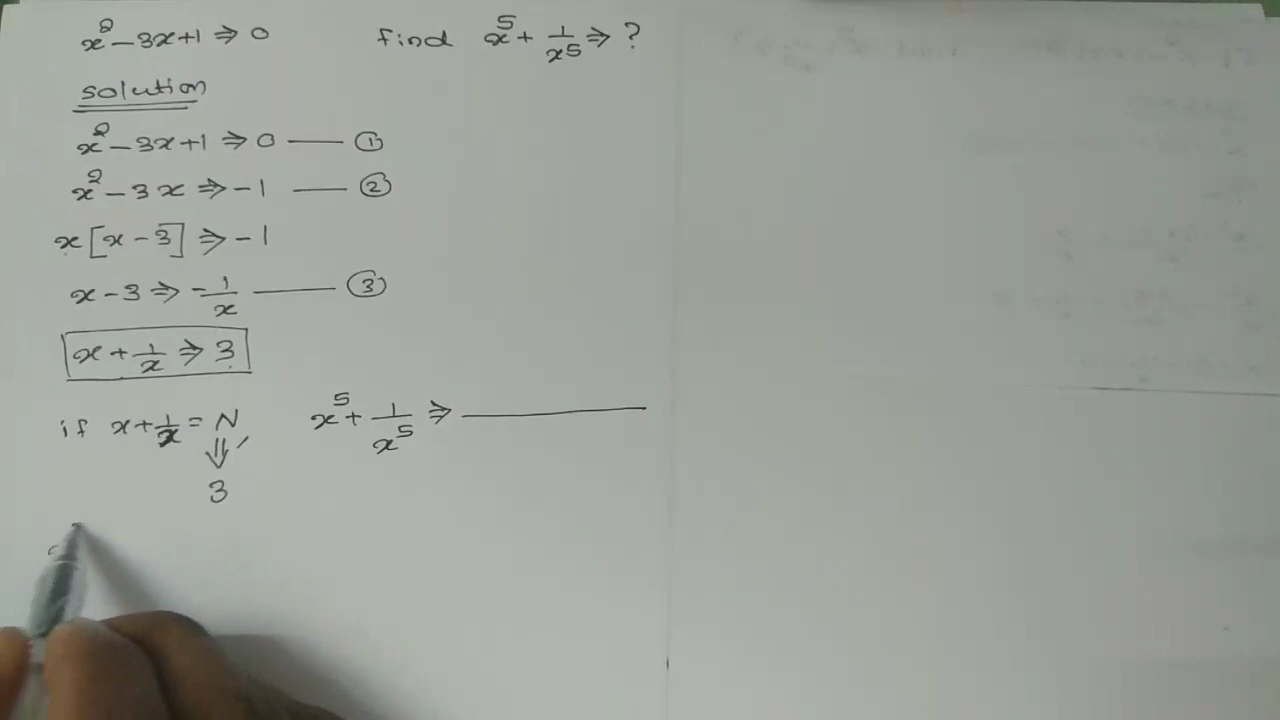 x² - 3x + 1 ⇒ 0 find x⁵ + 1/x⁵ ⇒ ?
solution
x² - 3x + 1 ⇒ 0 —— ①
x² - 3x ⇒ -1 —— ②
x[x - 3] ⇒ -1
x - 3 ⇒ -1/x —— ③
x + 1/x ⇒ 3
if x + 1/x = N x⁵ + 1/x⁵ ⇒ ——
⇓
3